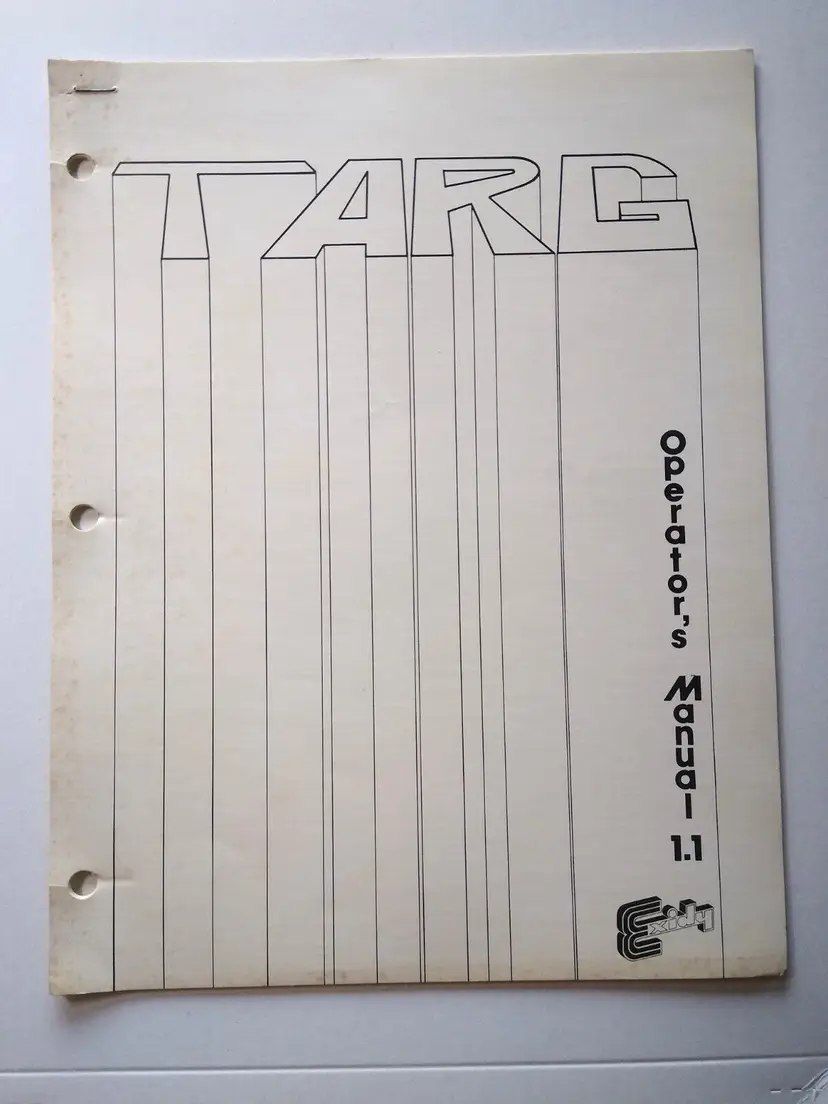 TARG
Operator's Manual 1.1
Exidy